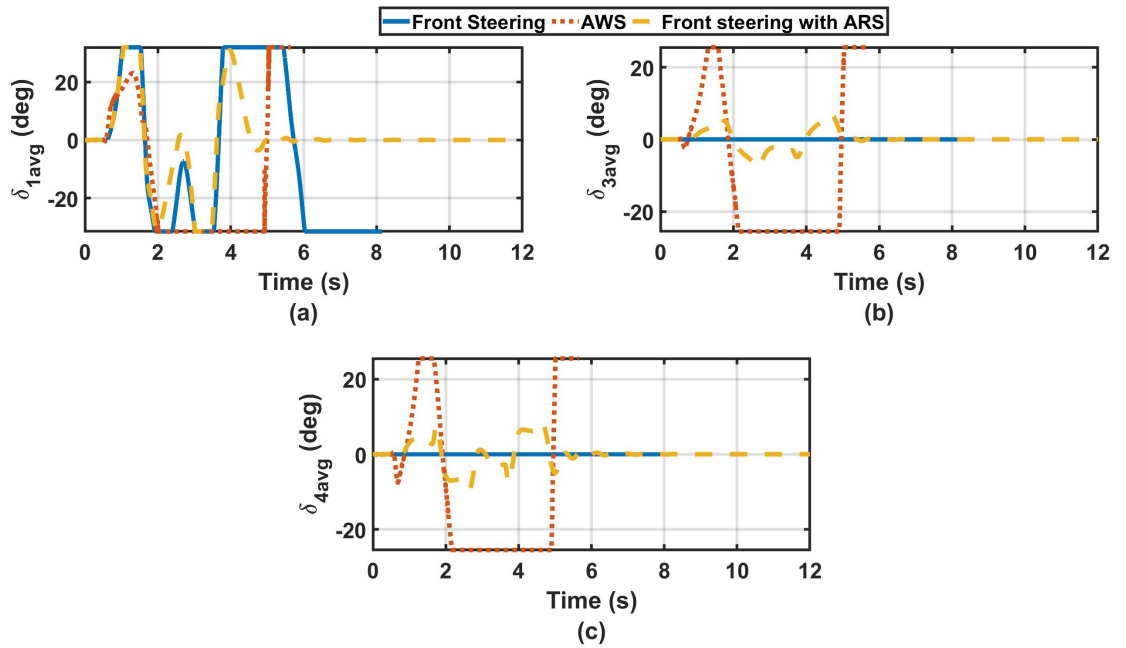 Front Steering AWS Front steering with ARS
δ1avg (deg)
20
0
-20
0 2 4 6 8 10 12
Time (s)
(a)
δ3avg (deg)
20
0
-20
0 2 4 6 8 10 12
Time (s)
(b)
δ4avg (deg)
20
0
-20
0 2 4 6 8 10 12
Time (s)
(c)